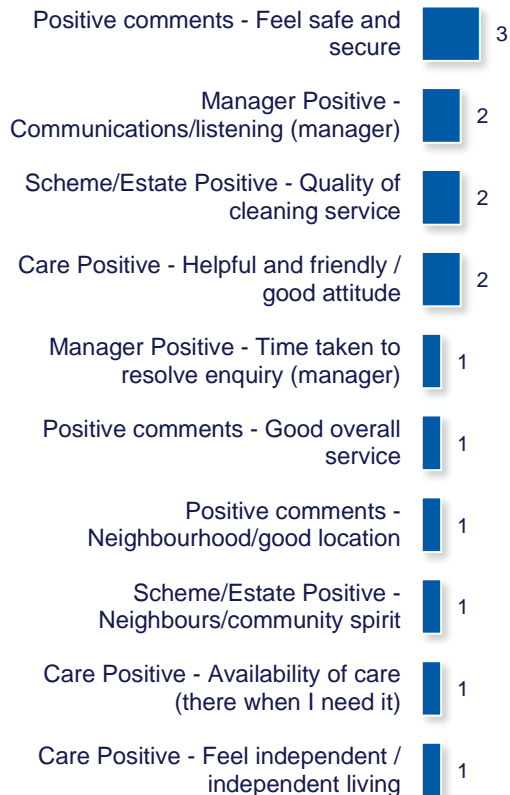 Positive comments - Feel safe and
secure
3
Manager Positive -
Communications/listening (manager)
2
Scheme/Estate Positive - Quality of
cleaning service
2
Care Positive - Helpful and friendly /
good attitude
2
Manager Positive - Time taken to
resolve enquiry (manager)
1
Positive comments - Good overall
service
1
Positive comments -
Neighbourhood/good location
1
Scheme/Estate Positive -
Neighbours/community spirit
1
Care Positive - Availability of care
(there when I need it)
1
Care Positive - Feel independent /
independent living
1